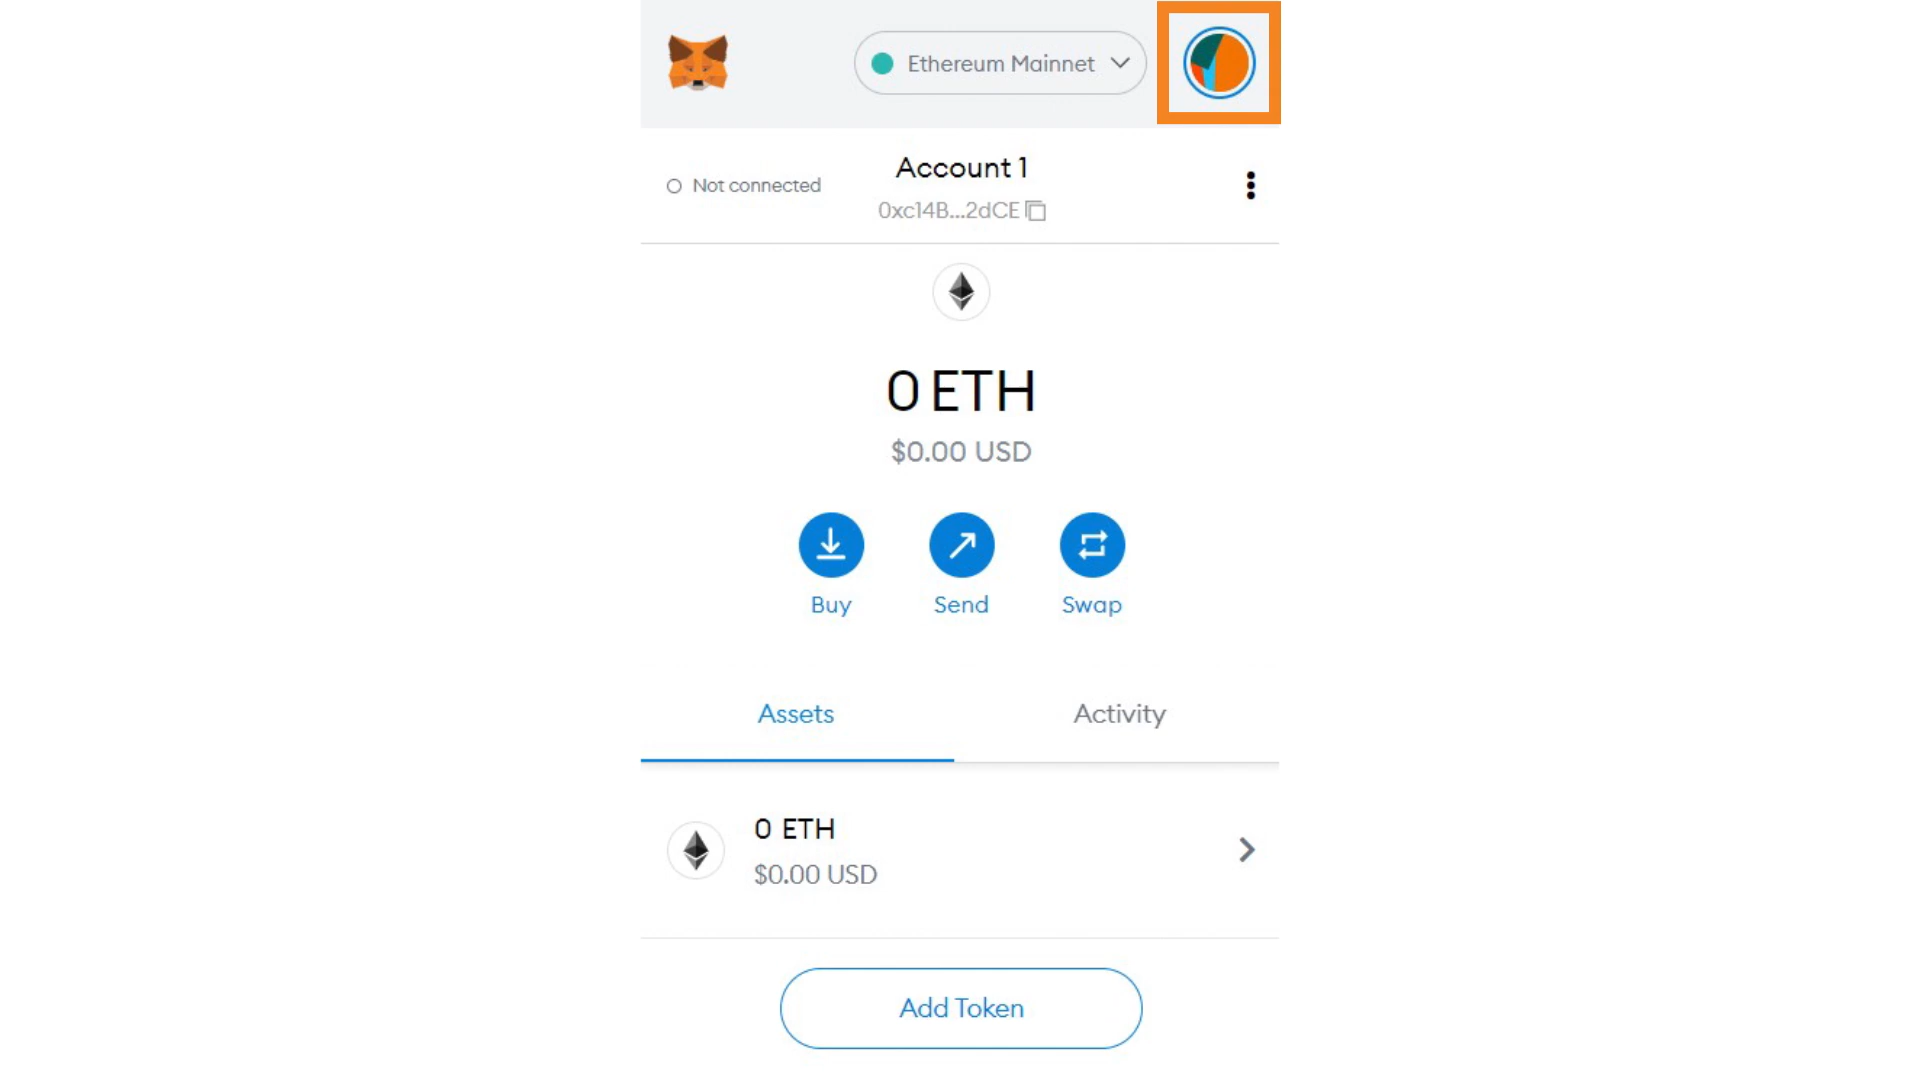 Ethereum Mainnet
Not connected
Account 1
0xc14B...2dCE
0 ETH
$0.00 USD
Buy
Send
Swap
Assets
Activity
0 ETH
$0.00 USD
Add Token